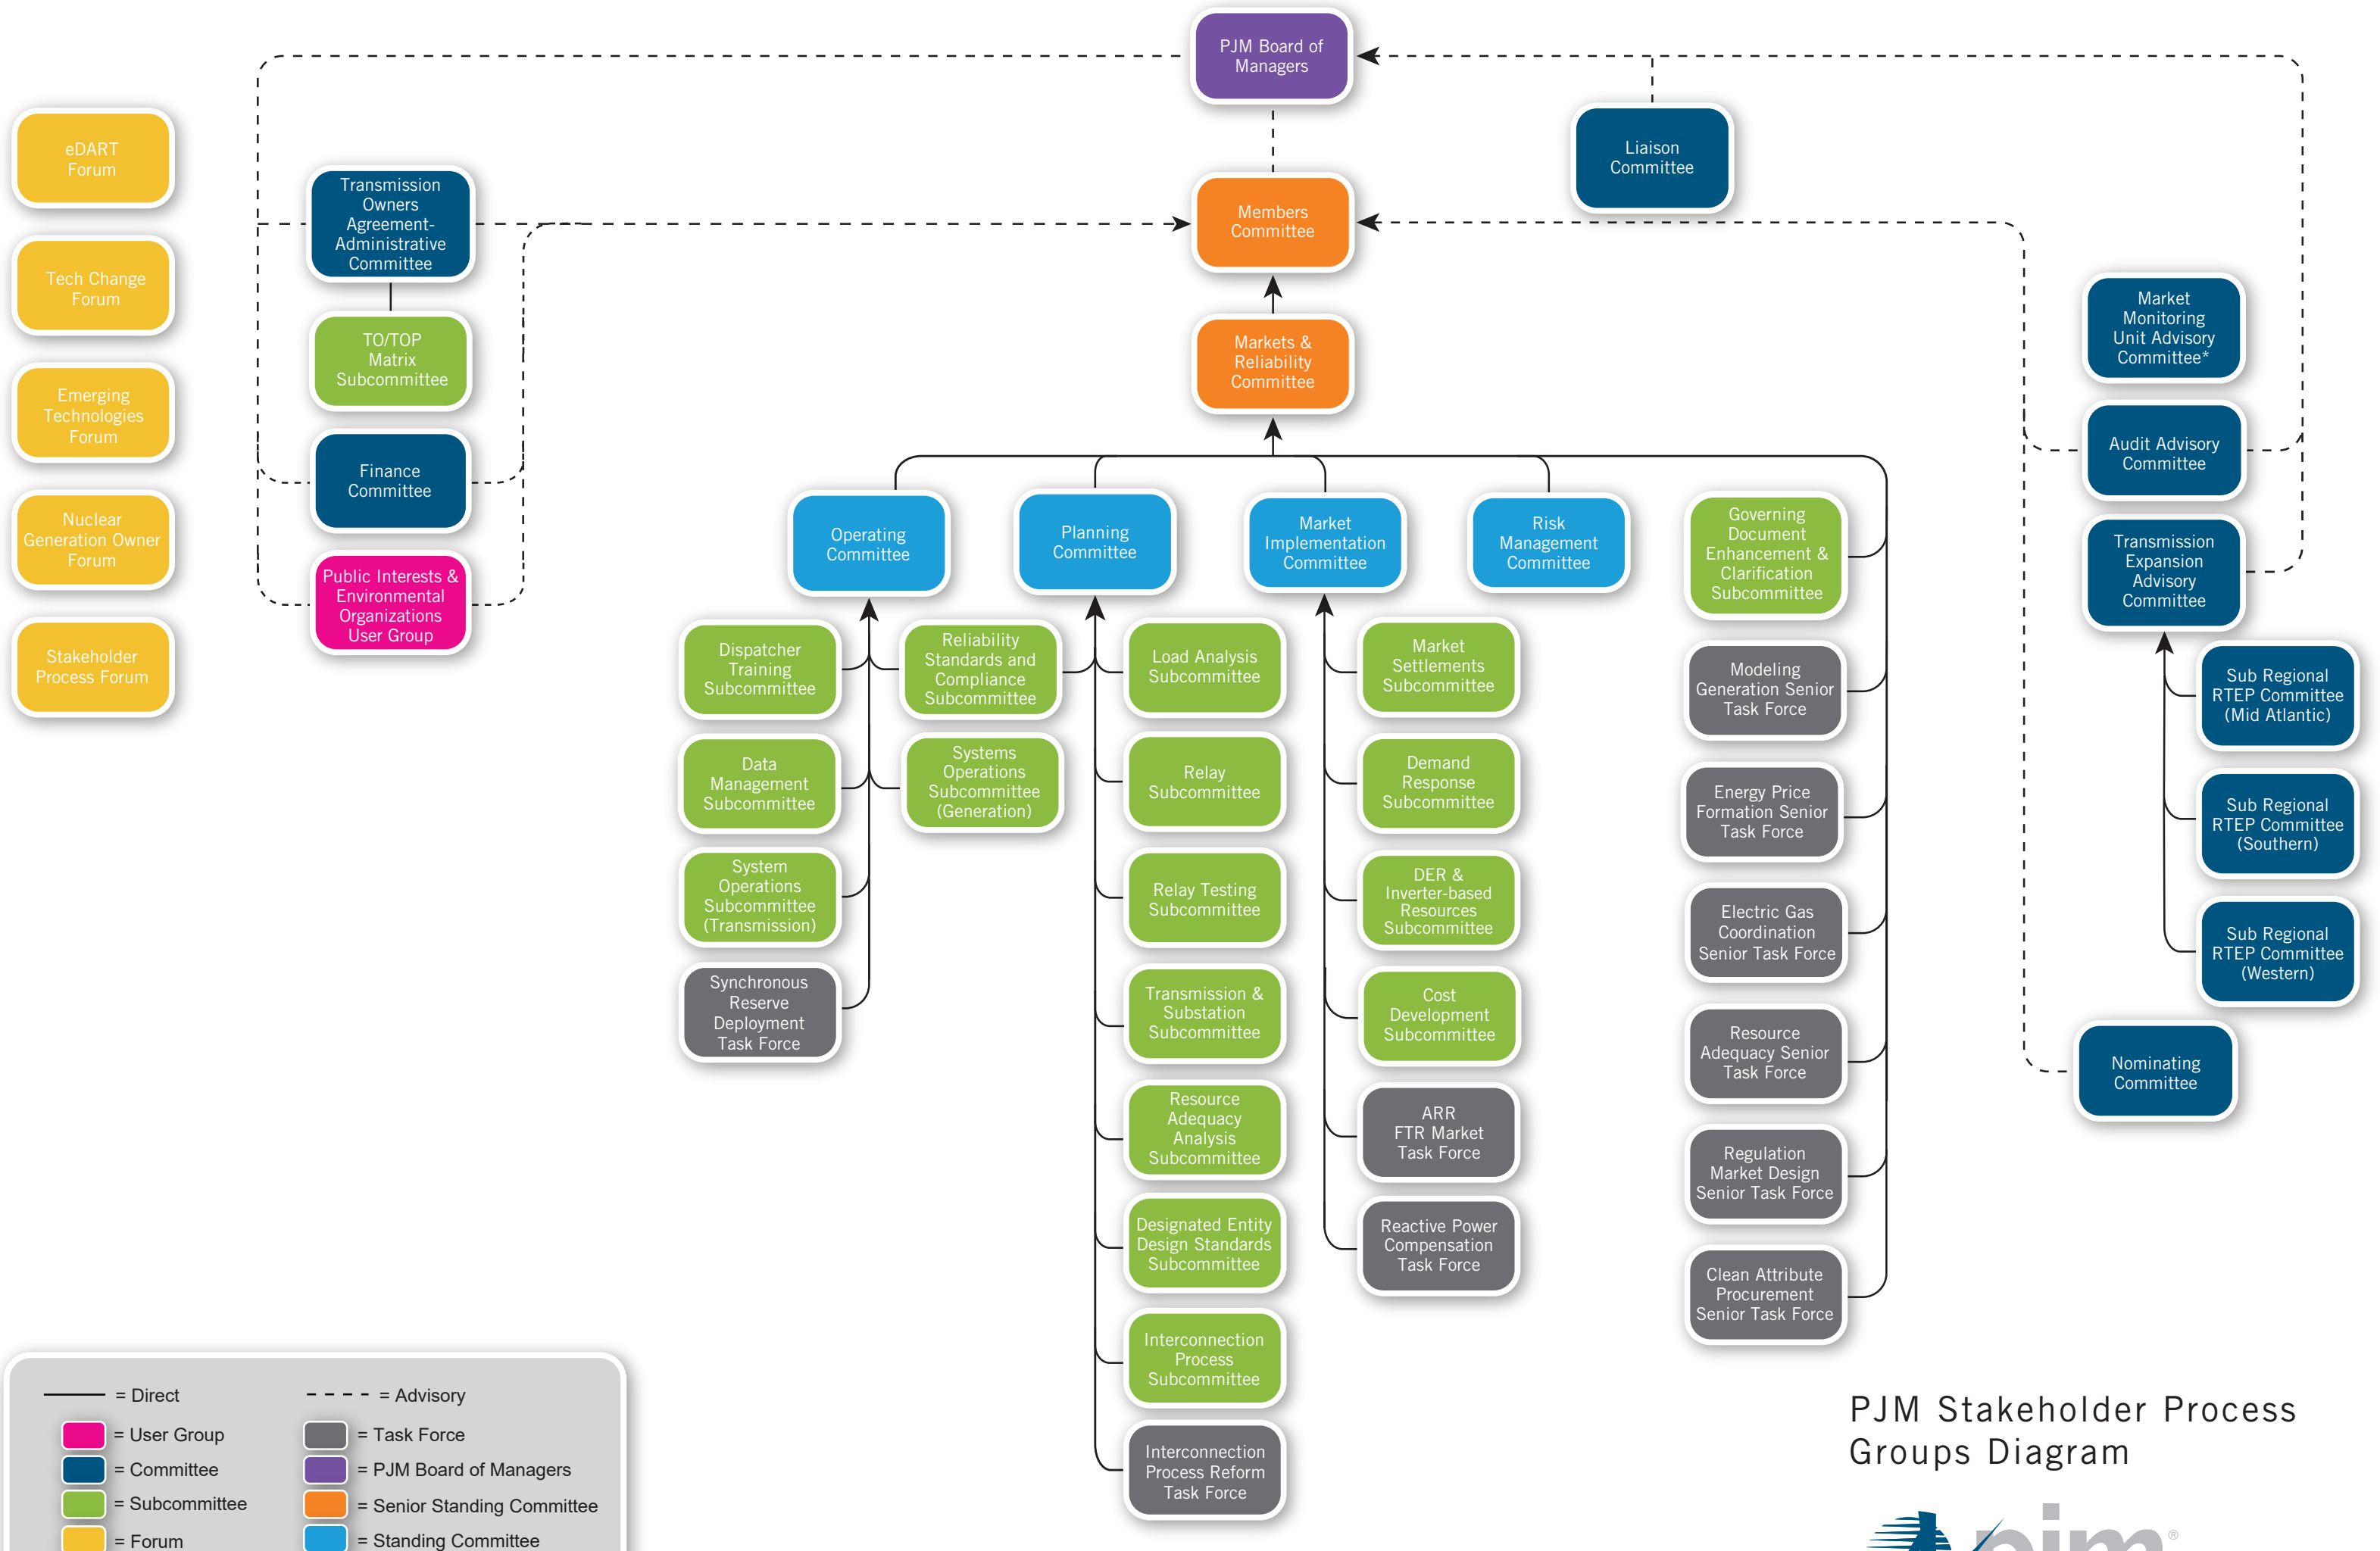 PJM Board of
Managers
eDART
Forum
Tech Change
Forum
Emerging
Technologies
Forum
Nuclear
Generation Owner
Forum
Stakeholder
Process Forum
Transmission
Owners
Agreement-
Administrative
Committee
TO/TOP
Matrix
Subcommittee
Finance
Committee
Public Interests &
Environmental
Organizations
User Group
Members
Committee
Markets &
Reliability
Committee
Liaison
Committee
Operating
Committee
Planning
Committee
Market
Implementation
Committee
Risk
Management
Committee
Dispatcher
Training
Subcommittee
Data
Management
Subcommittee
System
Operations
Subcommittee
(Transmission)
Synchronous
Reserve
Deployment
Task Force
Reliability
Standards and
Compliance
Subcommittee
Systems
Operations
Subcommittee
(Generation)
Load Analysis
Subcommittee
Relay
Subcommittee
Relay Testing
Subcommittee
Transmission &
Substation
Subcommittee
Resource
Adequacy
Analysis
Subcommittee
Designated Entity
Design Standards
Subcommittee
Interconnection
Process
Subcommittee
Interconnection
Process Reform
Task Force
Market
Settlements
Subcommittee
Demand
Response
Subcommittee
DER &
Inverter-based
Resources
Subcommittee
Cost
Development
Subcommittee
ARR
FTR Market
Task Force
Reactive Power
Compensation
Task Force
Governing
Document
Enhancement &
Clarification
Subcommittee
Modeling
Generation Senior
Task Force
Energy Price
Formation Senior
Task Force
Electric Gas
Coordination
Senior Task Force
Resource
Adequacy Senior
Task Force
Regulation
Market Design
Senior Task Force
Clean Attribute
Procurement
Senior Task Force
Market
Monitoring
Unit Advisory
Committee*
Audit Advisory
Committee
Transmission
Expansion
Advisory
Committee
Sub Regional
RTEP Committee
(Mid Atlantic)
Sub Regional
RTEP Committee
(Southern)
Sub Regional
RTEP Committee
(Western)
Nominating
Committee
= Direct
= Advisory
= User Group
= Task Force
= Committee
= PJM Board of Managers
= Subcommittee
= Senior Standing Committee
= Forum
= Standing Committee
PJM Stakeholder Process
Groups Diagram
pjm®